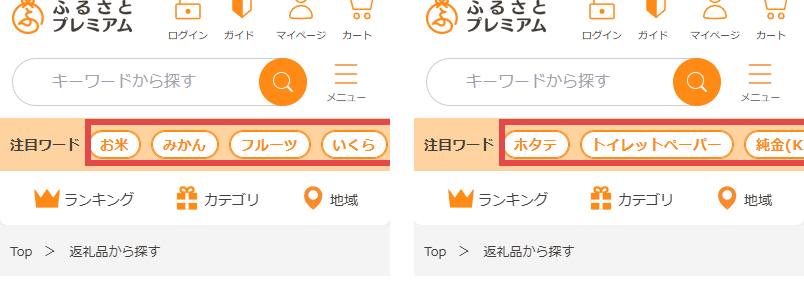 ふるさと
プレミアム
ログイン ガイド マイページ カート
キーワードから探す
メニュー
注目ワード お米 みかん フルーツ いくら
ランキング カテゴリ 地域
Top ＞ 返礼品から探す
ふるさと
プレミアム
ログイン ガイド マイページ カート
キーワードから探す
メニュー
注目ワード ホタテ トイレットペーパー 純金(K
ランキング カテゴリ 地域
Top ＞ 返礼品から探す